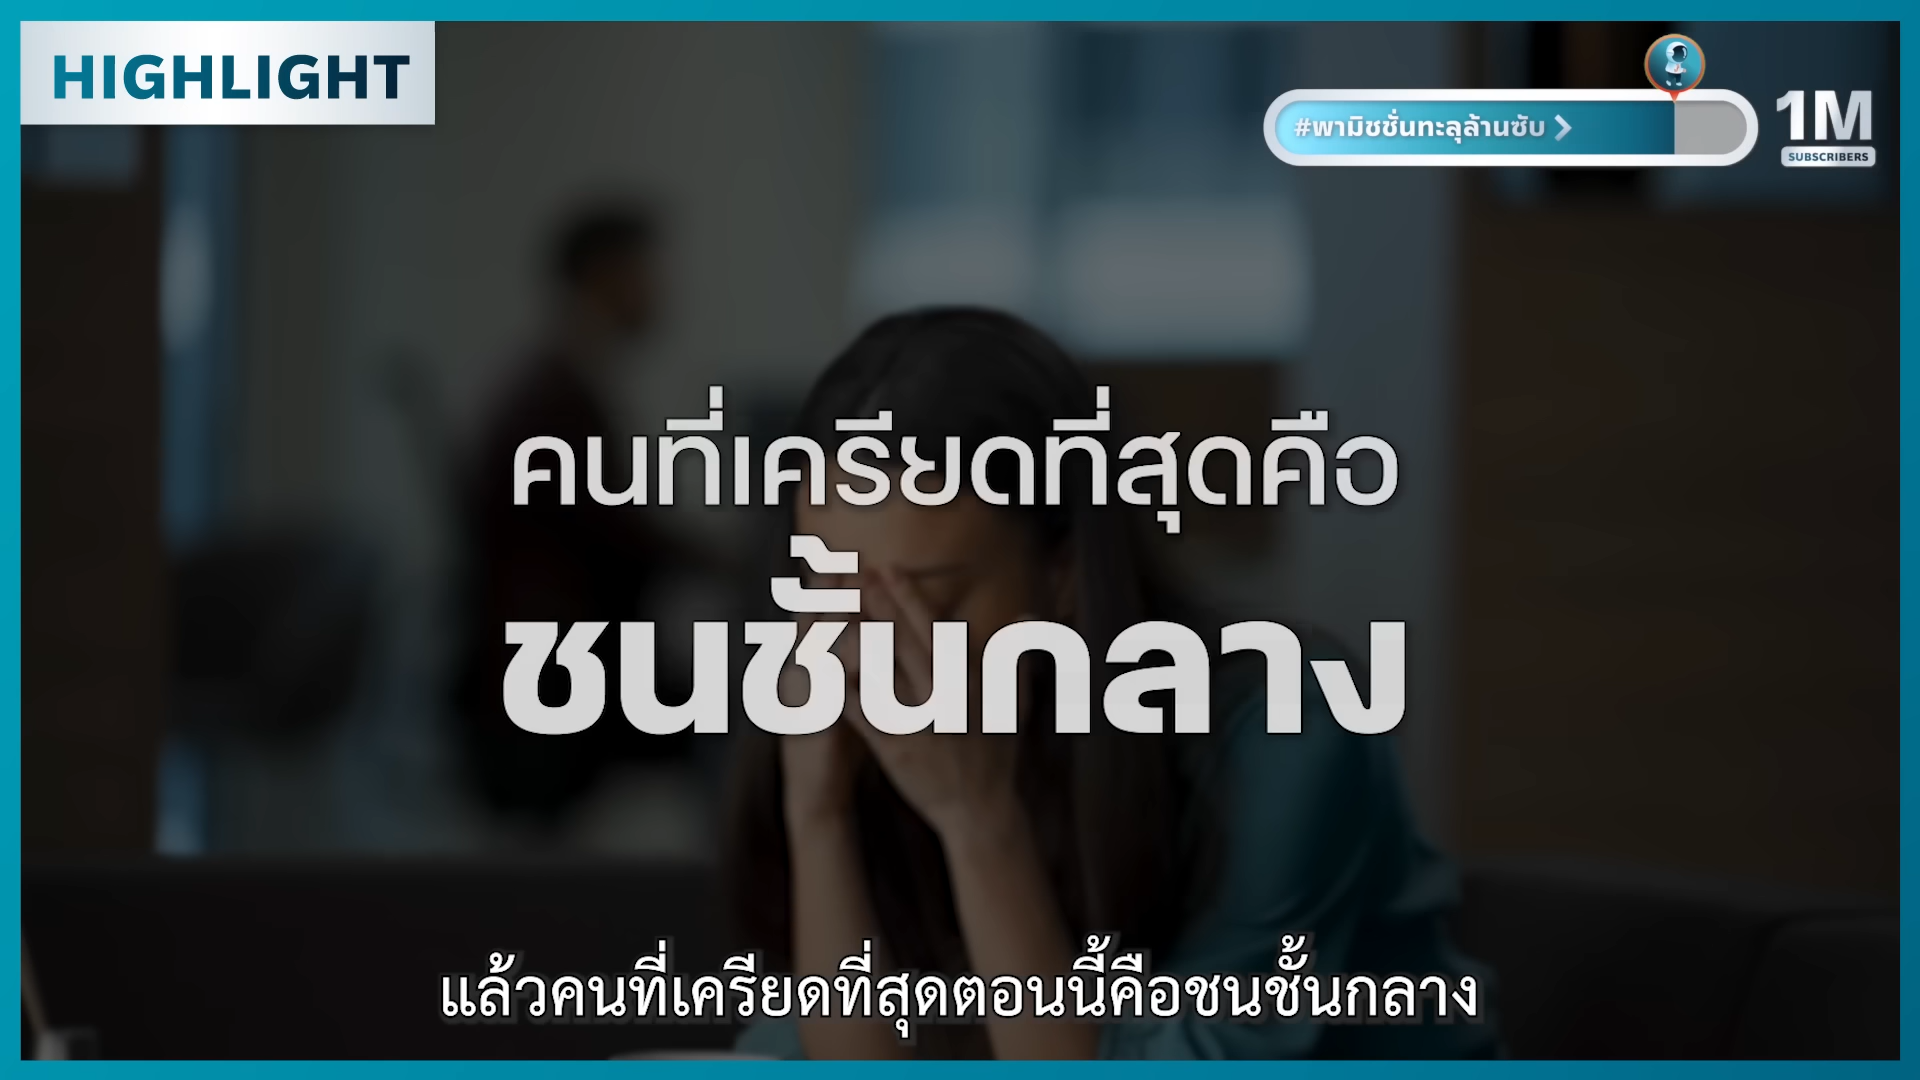 HIGHLIGHT
#พามิชชั่นทะลุล้านซับ
1M
SUBSCRIBERS
คนที่เครียดที่สุดคือ
ชนชั้นกลาง
แล้วคนที่เครียดที่สุดตอนนี้คือชนชั้นกลาง